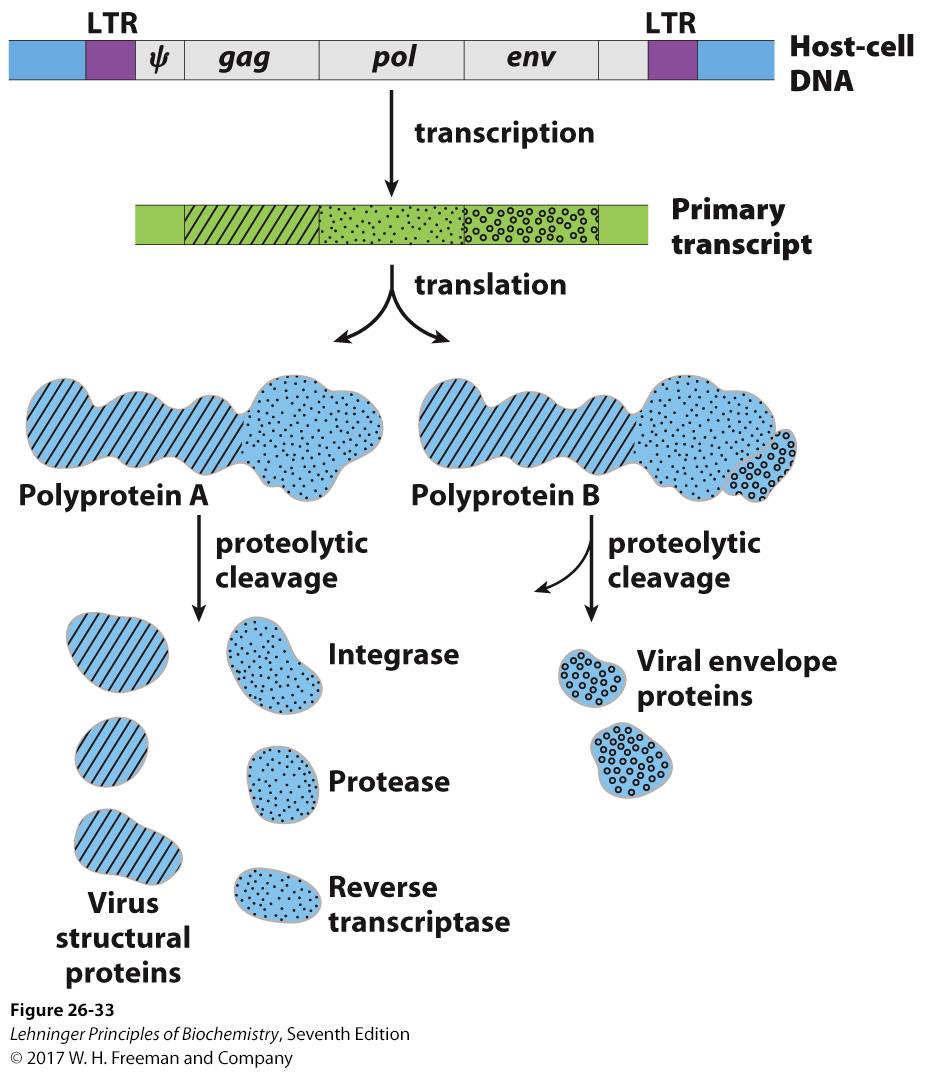 LTR
LTR
ψ
gag
pol
env
Host-cell
DNA
transcription
Primary
transcript
translation
Polyprotein A
Polyprotein B
proteolytic
cleavage
proteolytic
cleavage
Integrase
Viral envelope
proteins
Protease
Reverse
transcriptase
Virus
structural
proteins
Figure 26-33
Lehninger Principles of Biochemistry, Seventh Edition
© 2017 W. H. Freeman and Company